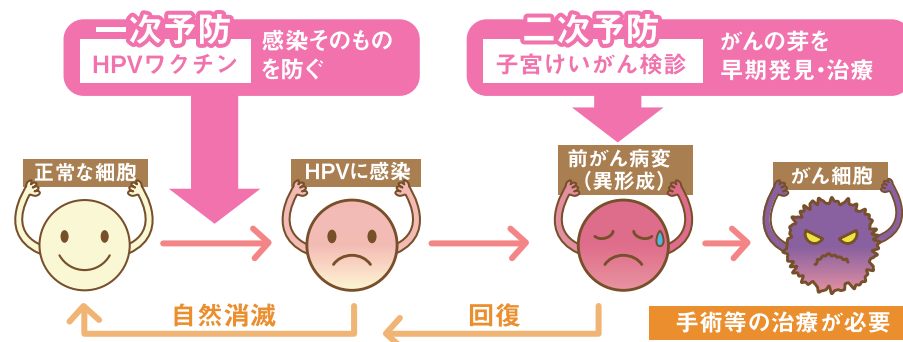 一次予防
HPVワクチン
感染そのもの
を防ぐ
二次予防
子宮けいがん検診
がんの芽を
早期発見・治療
正常な細胞
HPVに感染
前がん病変
(異形成)
がん細胞
自然消滅
回復
手術等の治療が必要